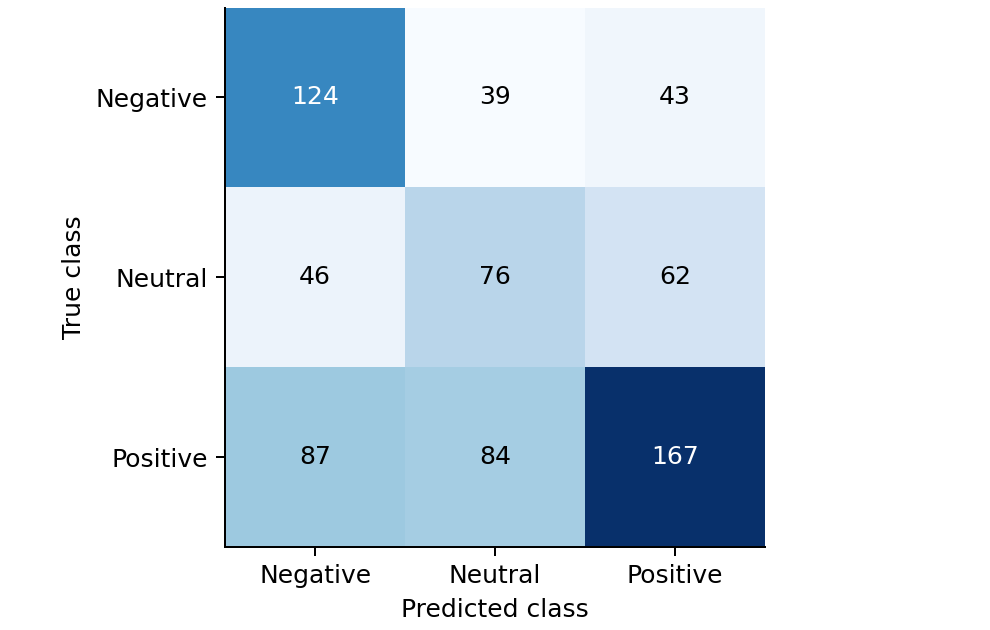 Negative
124 39 43
True class
Neutral
46 76 62
Positive
87 84 167
Negative Neutral Positive
Predicted class